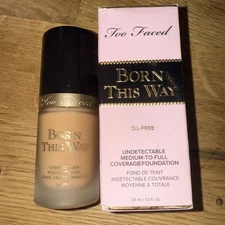 Too Faced
BORN
THIS WAY
Too Faced
BORN
THIS WAY
OIL-FREE
UNDETECTABLE
MEDIUM-TO-FULL
COVERAGE FOUNDATION
FOND DE TEINT
INDÉTECTABLE COUVRANCE
MOYENNE À TOTALE